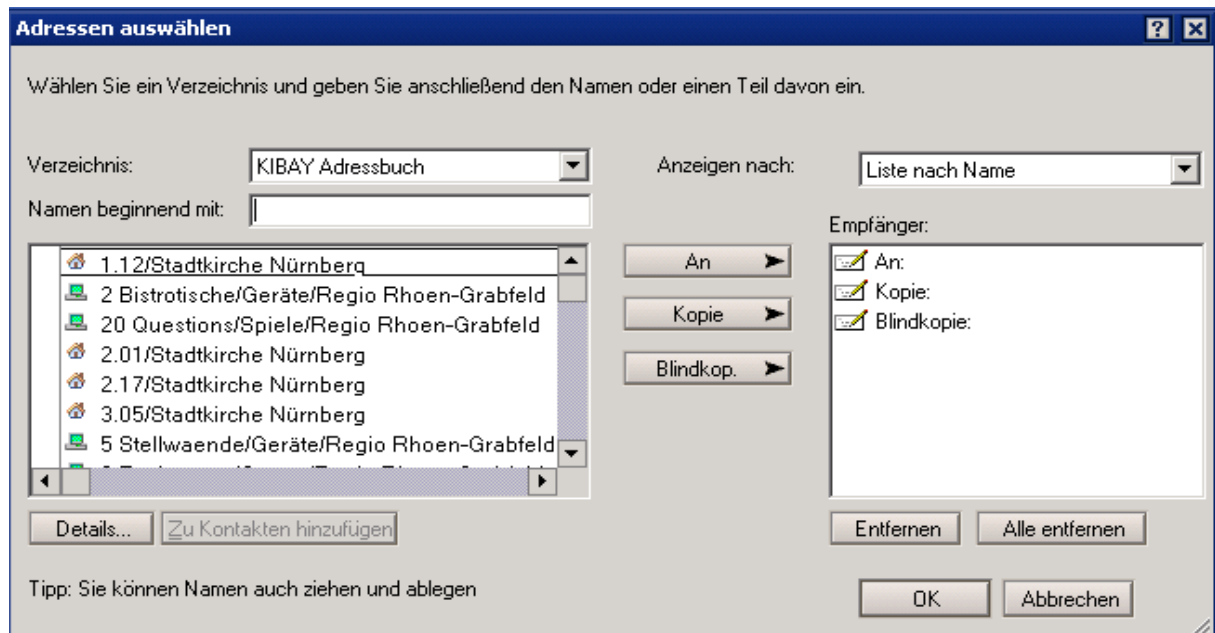 Adressen auswählen
Wählen Sie ein Verzeichnis und geben Sie anschließend den Namen oder einen Teil davon ein.
Verzeichnis: KIBAY Adressbuch Anzeigen nach: Liste nach Name
Namen beginnend mit:
Empfänger:
1.12/Stadtkirche Nürnberg
2 Bistrotische/Geräte/Regio Rhoen-Grabfeld
20 Questions/Spiele/Regio Rhoen-Grabfeld
2.01/Stadtkirche Nürnberg
2.17/Stadtkirche Nürnberg
3.05/Stadtkirche Nürnberg
5 Stellwaende/Geräte/Regio Rhoen-Grabfeld
An
Kopie
Blindkop.
An:
Kopie:
Blindkopie:
Details... Zu Kontakten hinzufügen
Entfernen Alle entfernen
Tipp: Sie können Namen auch ziehen und ablegen
OK Abbrechen